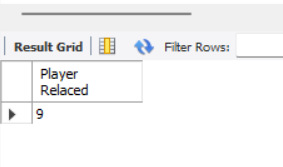 Result Grid Filter Rows:
Player
Relaced
9